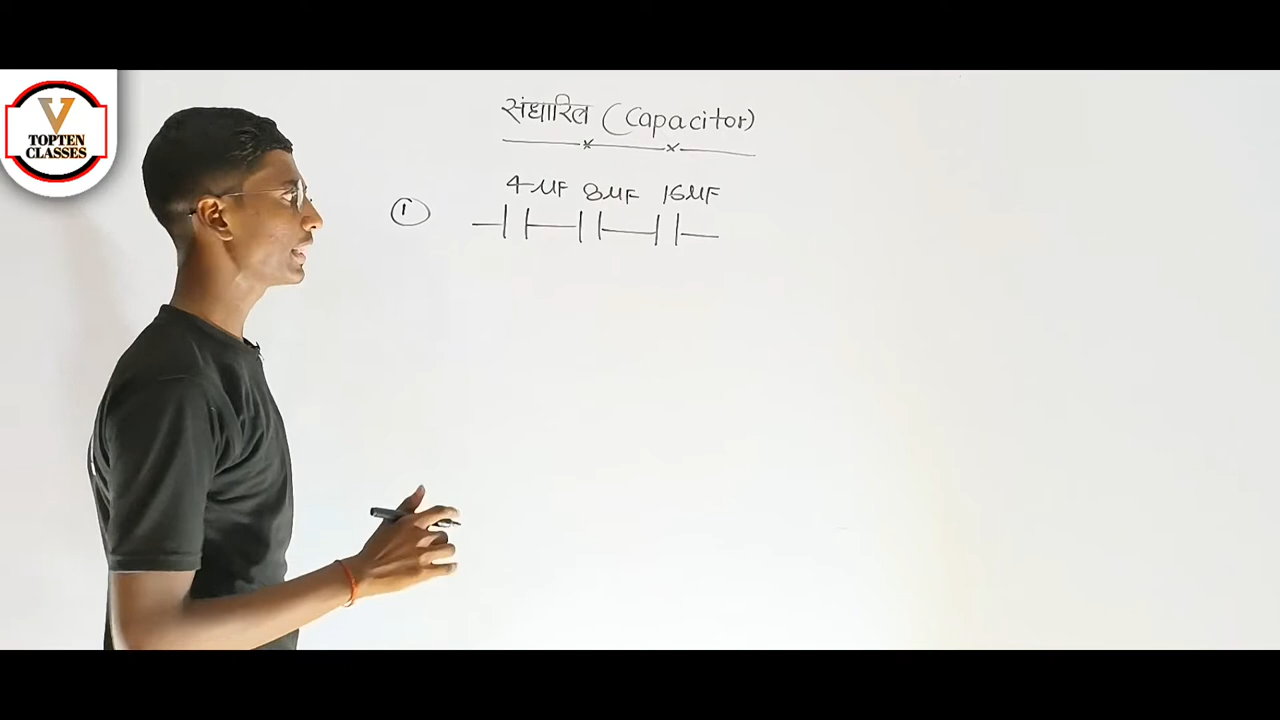 TOPTEN
CLASSES
संधारित्र (Capacitor)
4μF 8μF 16μF
①